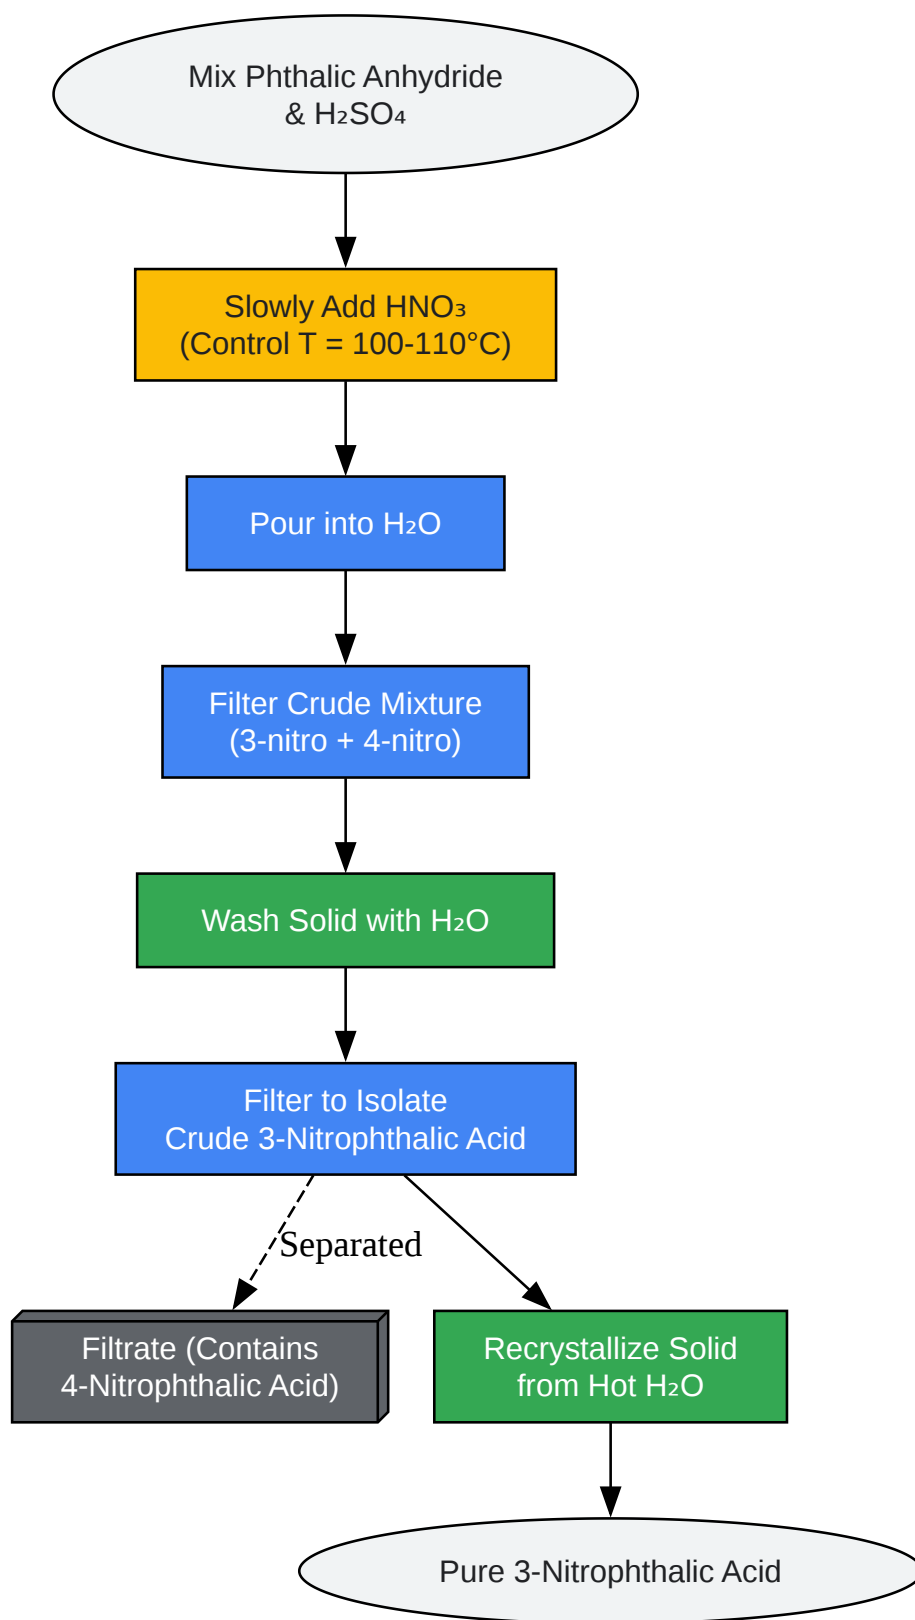 Mix Phthalic Anhydride
& H₂SO₄
Slowly Add HNO₃
(Control T = 100-110°C)
Pour into H₂O
Filter Crude Mixture
(3-nitro + 4-nitro)
Wash Solid with H₂O
Filter to Isolate
Crude 3-Nitrophthalic Acid
Separated
Filtrate (Contains
4-Nitrophthalic Acid)
Recrystallize Solid
from Hot H₂O
Pure 3-Nitrophthalic Acid